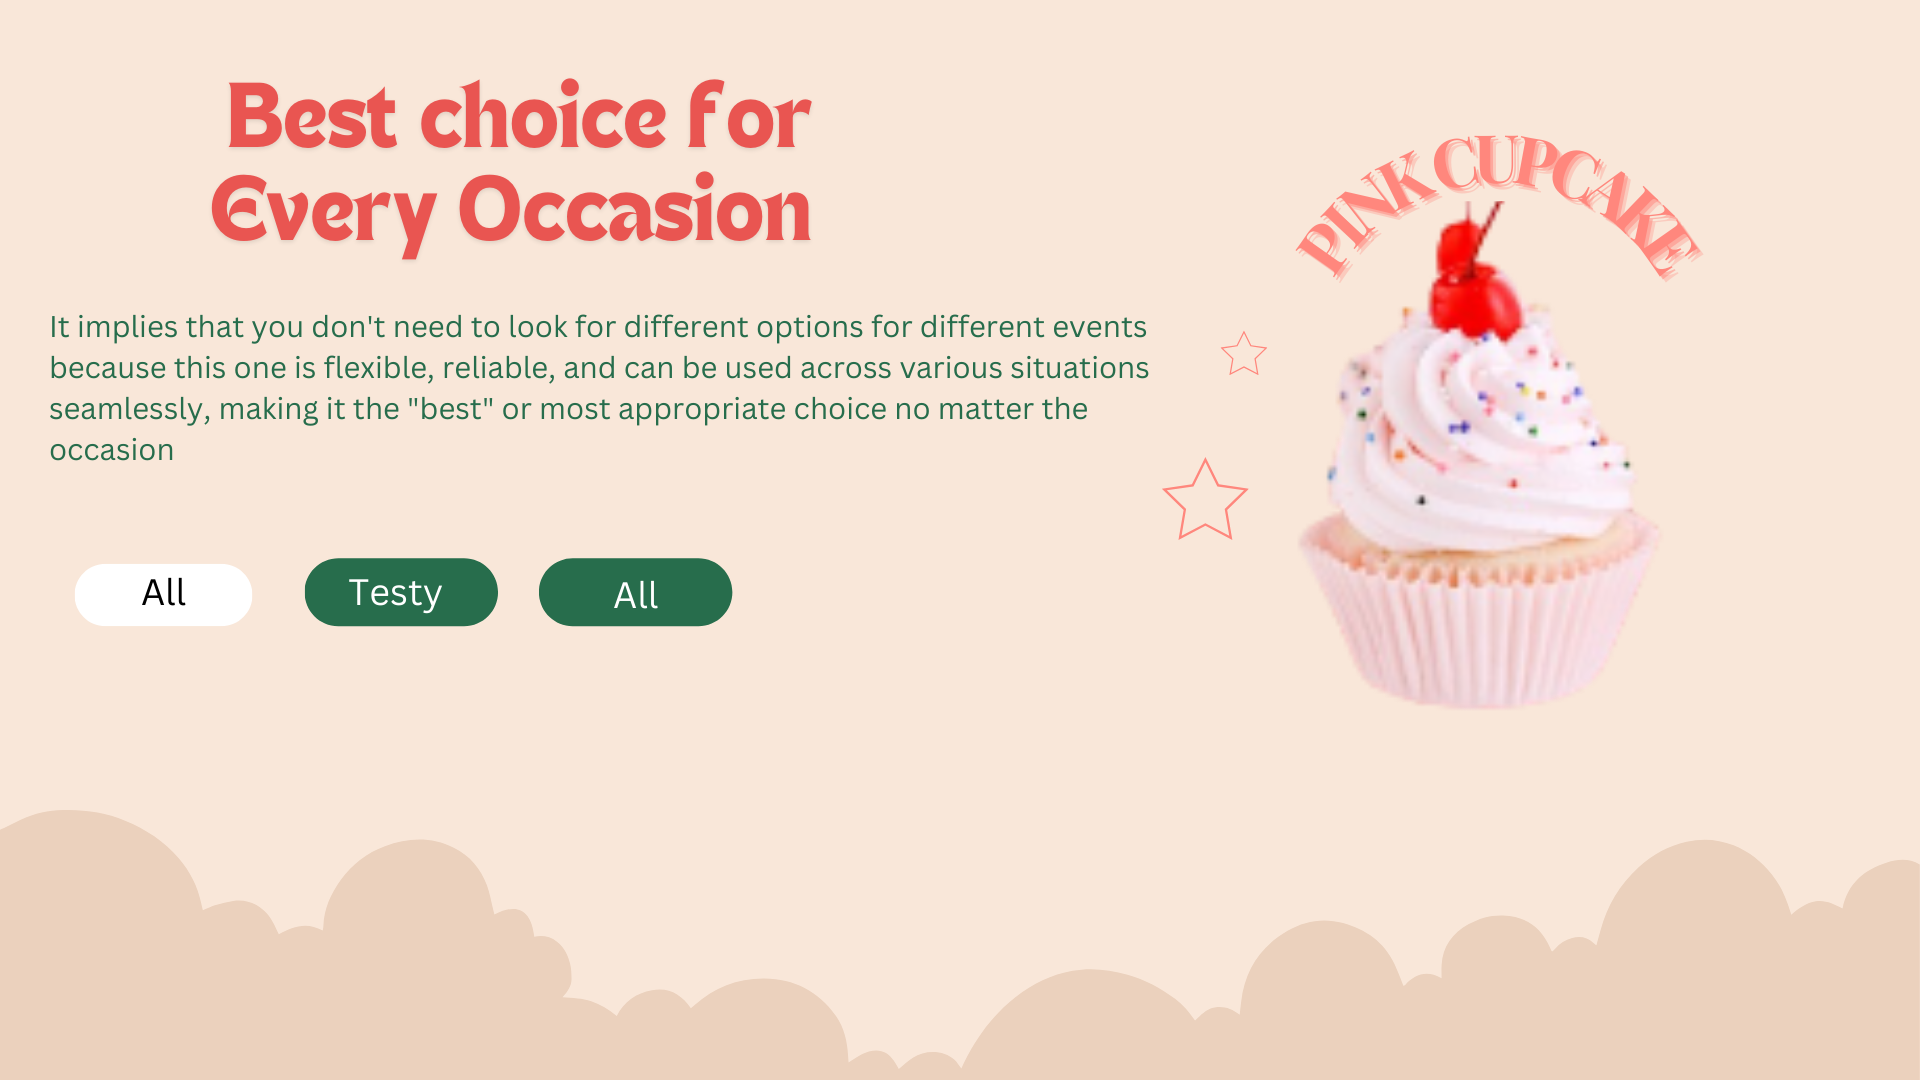 Best choice for
Every Occasion
PINK CUPCAKE
It implies that you don't need to look for different options for different events
because this one is flexible, reliable, and can be used across various situations
seamlessly, making it the "best" or most appropriate choice no matter the
occasion
All
Testy
All